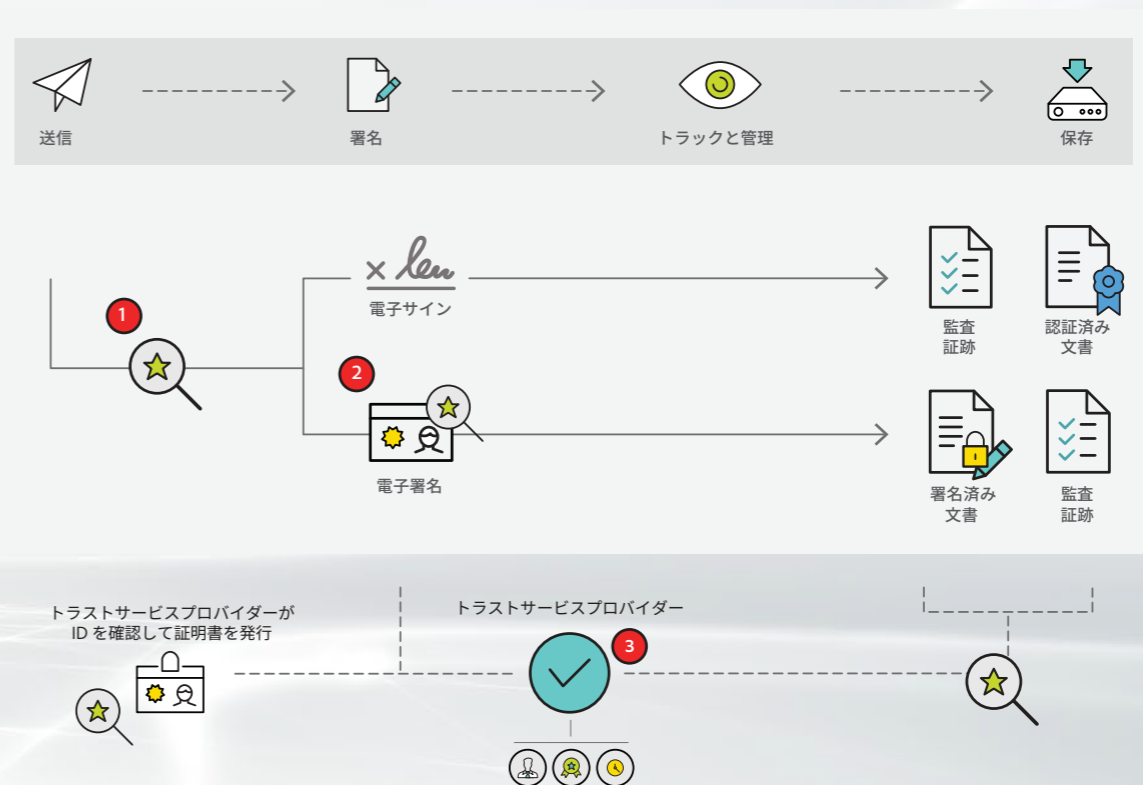 送信
署名
トラックと管理
保存
1
電子サイン
監査
証跡
認証済み
文書
2
電子署名
署名済み
文書
監査
証跡
トラストサービスプロバイダーが
ID を確認して証明書を発行
トラストサービスプロバイダー
3